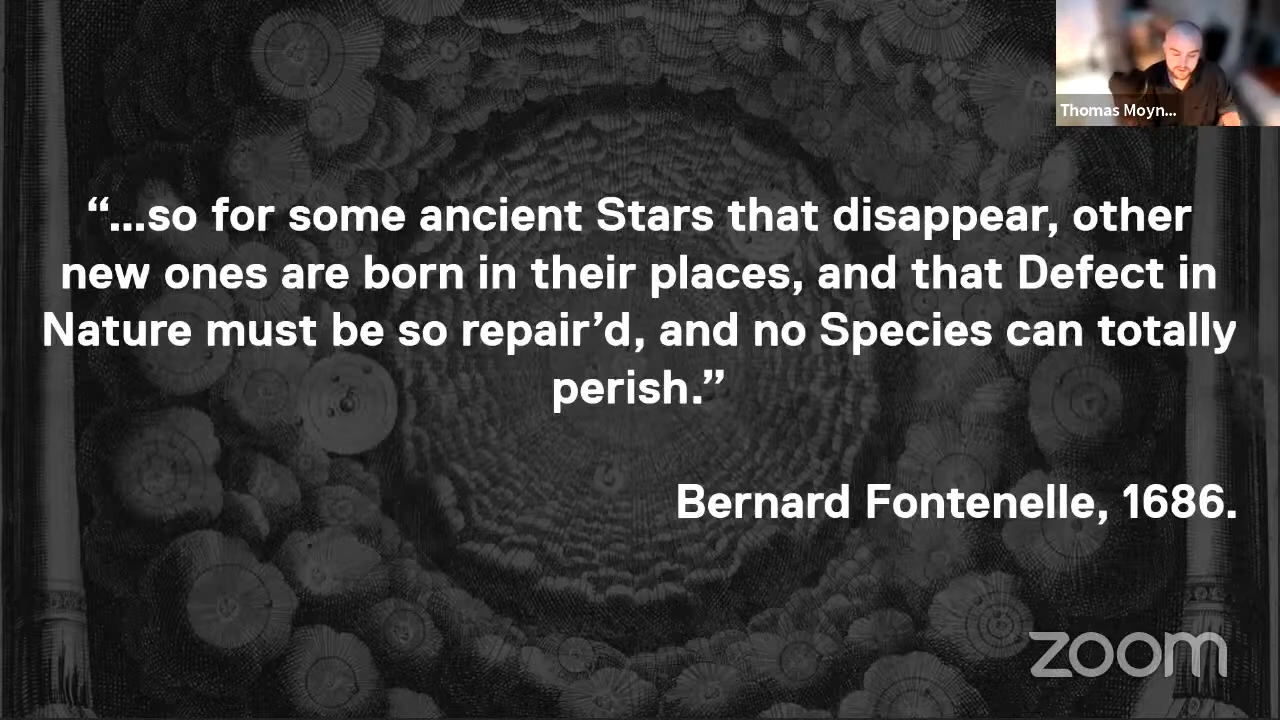 Thomas Moyn...
“...so for some ancient Stars that disappear, other
new ones are born in their places, and that Defect in
Nature must be so repair’d, and no Species can totally
perish.”
Bernard Fontenelle, 1686.
zoom